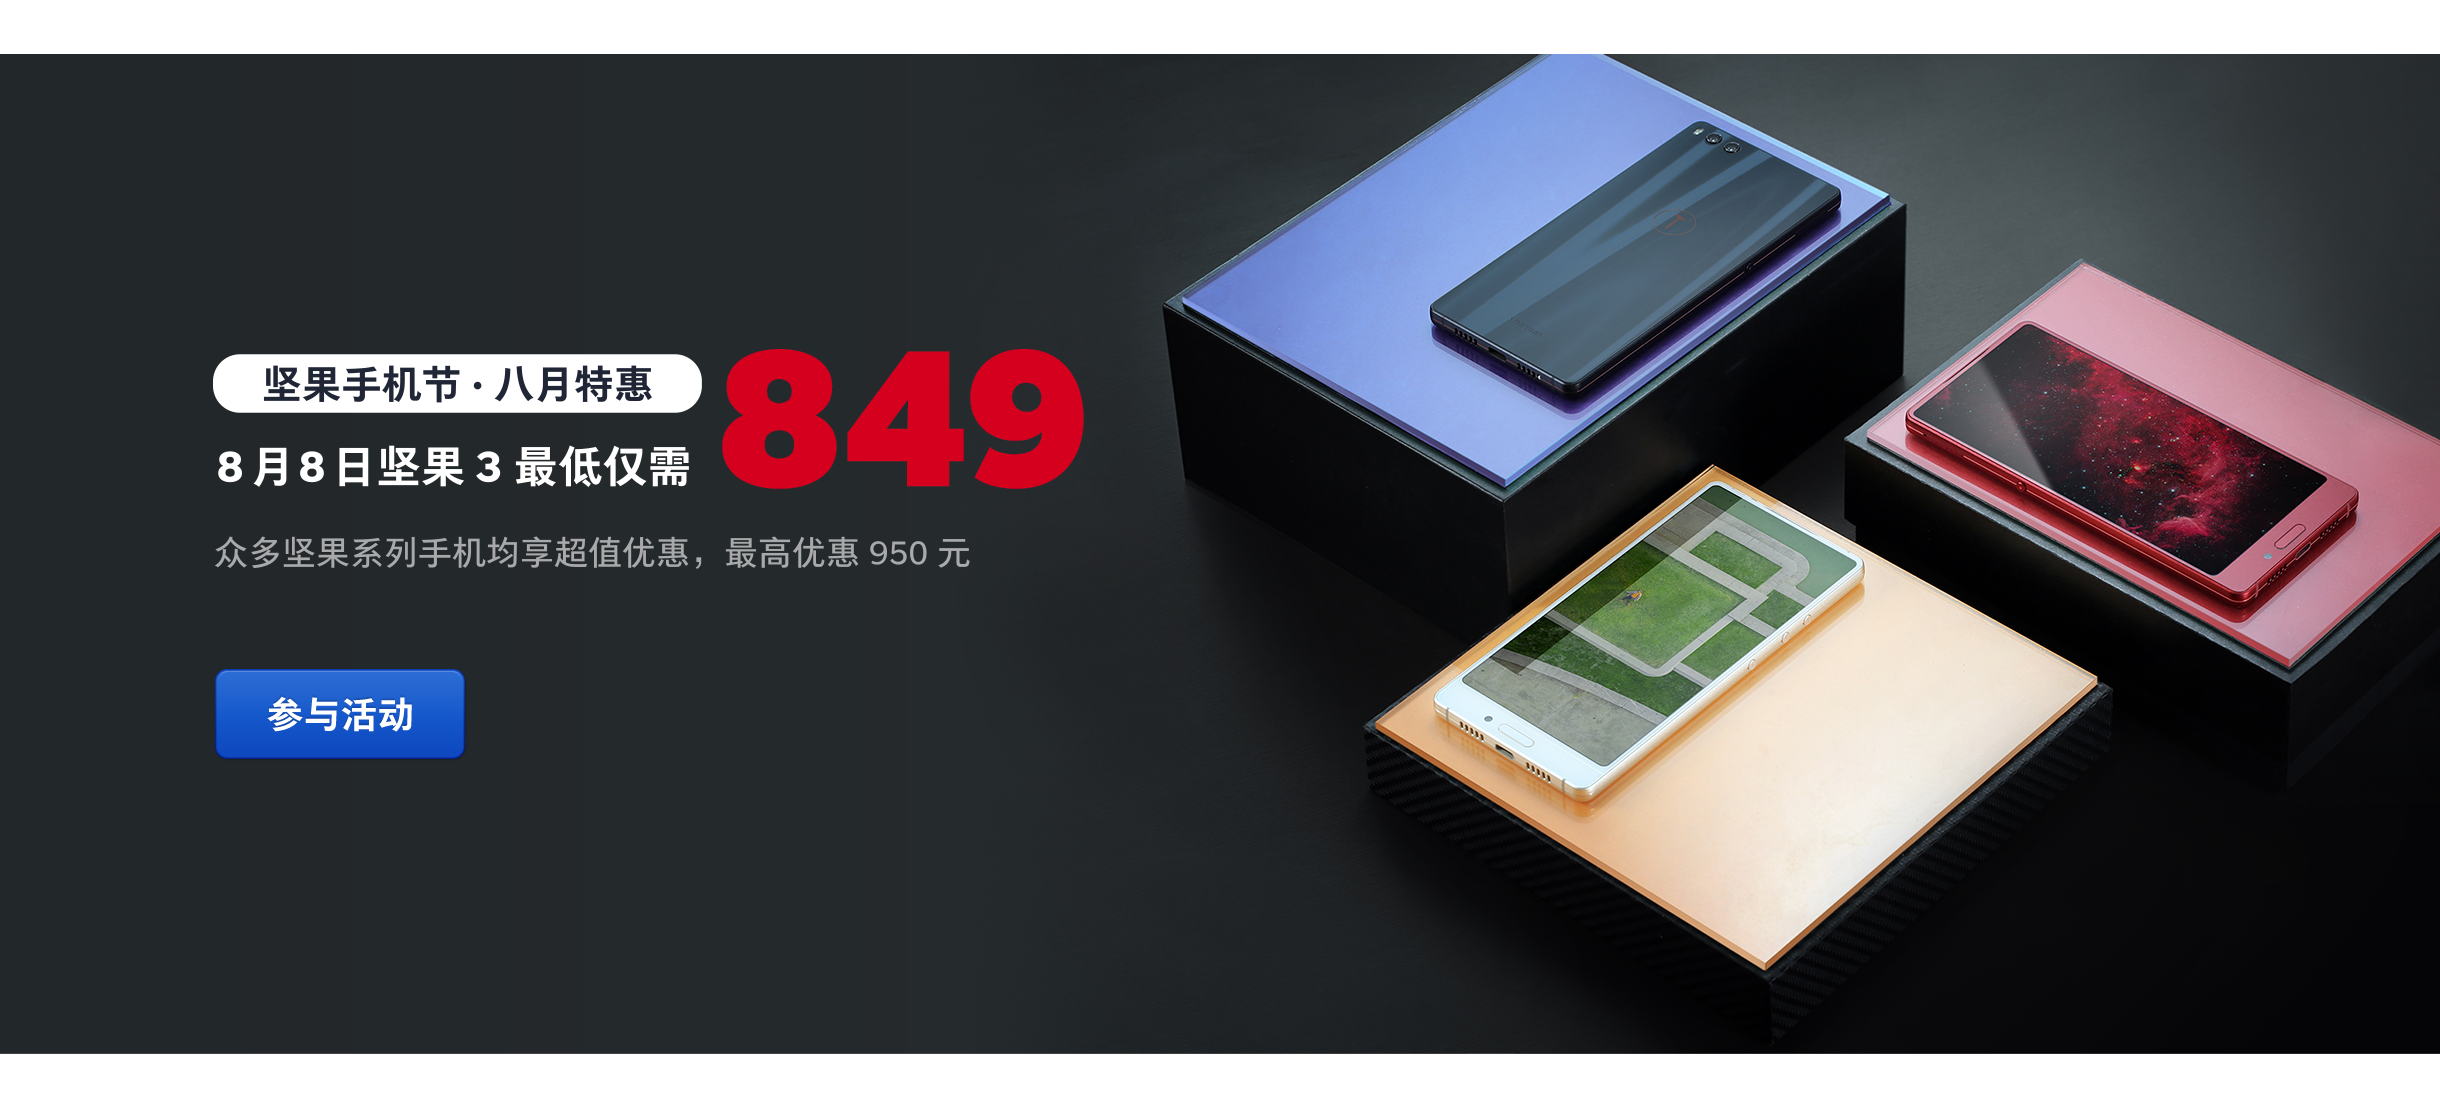 坚果手机节 · 八月特惠
8月8日坚果 3 最低仅需 849
众多坚果系列手机均享超值优惠，最高优惠 950 元
参与活动